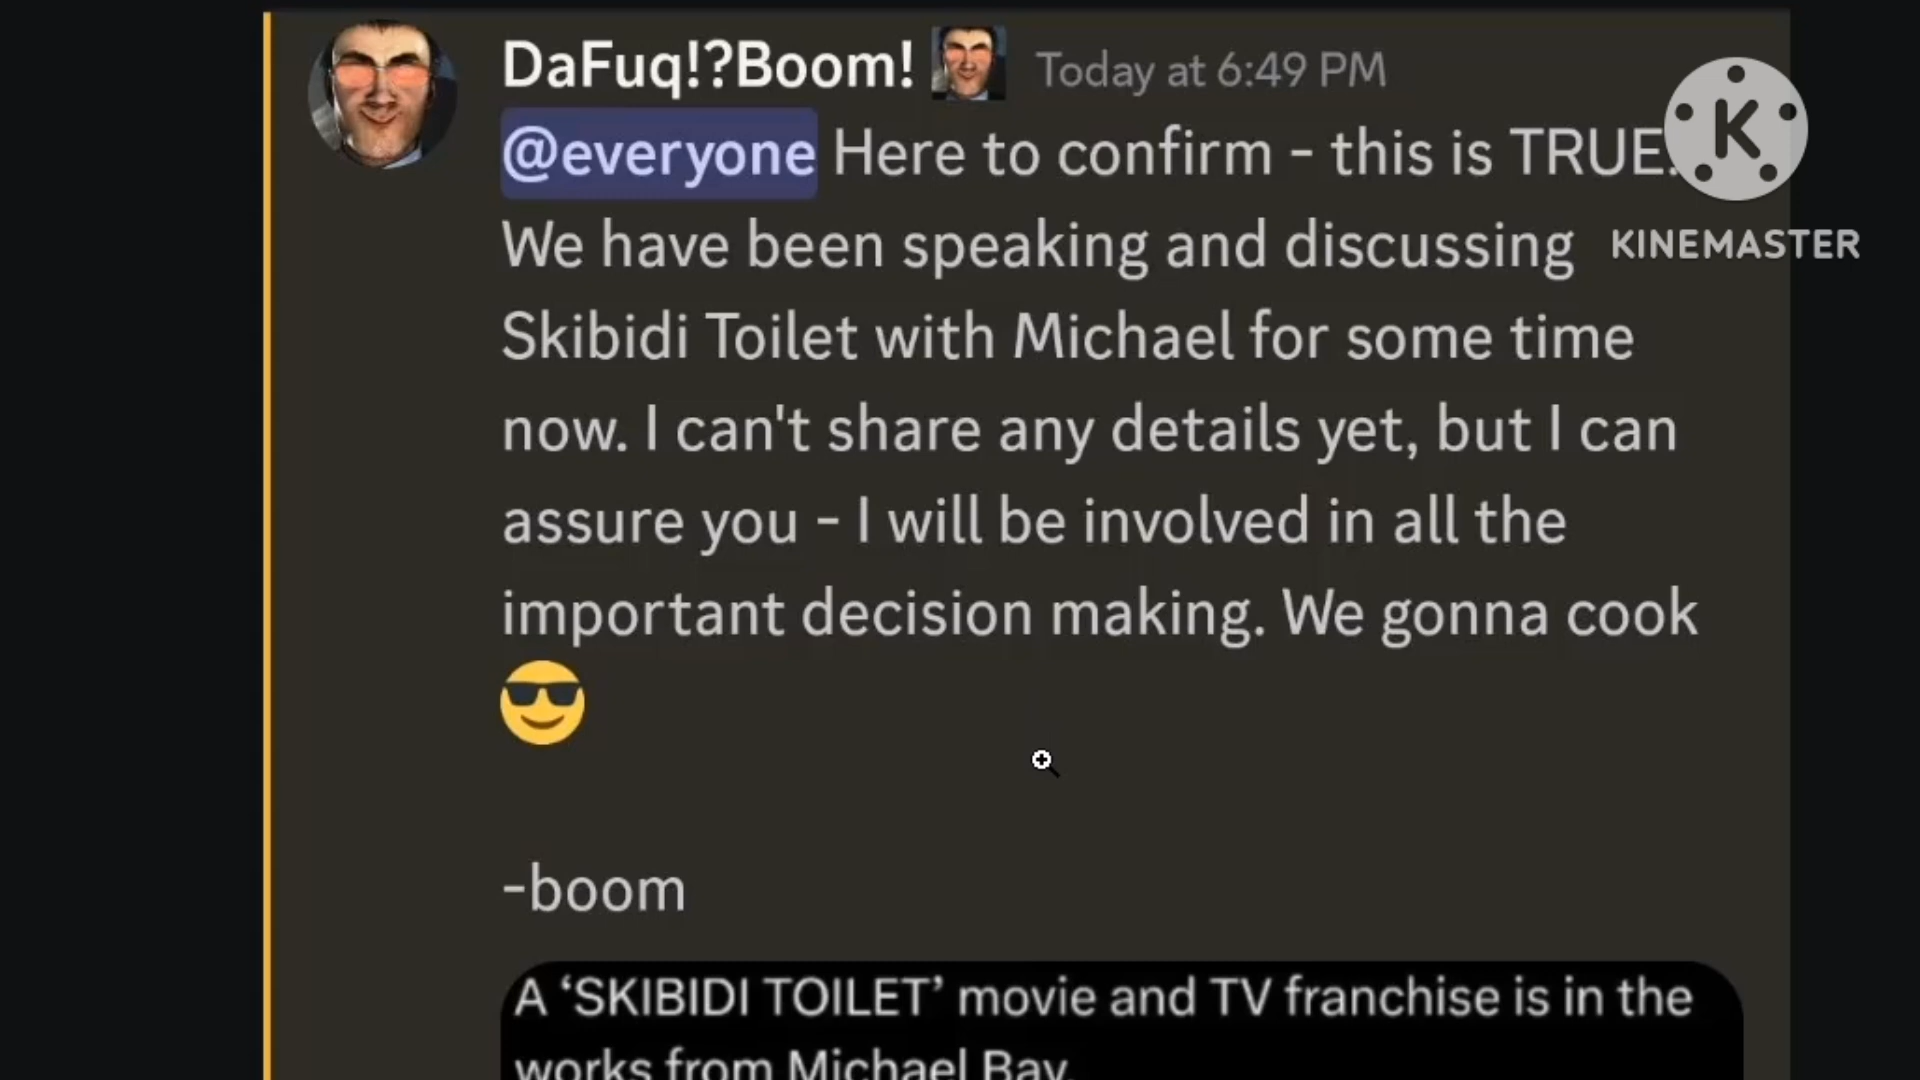 DaFuq!?Boom! Today at 6:49 PM
@everyone Here to confirm - this is TRUE.
We have been speaking and discussing
Skibidi Toilet with Michael for some time
now. I can't share any details yet, but I can
assure you - I will be involved in all the
important decision making. We gonna cook
😎
-boom
A ‘SKIBIDI TOILET’ movie and TV franchise is in the
works from Michael Bay.
K
KINEMASTER